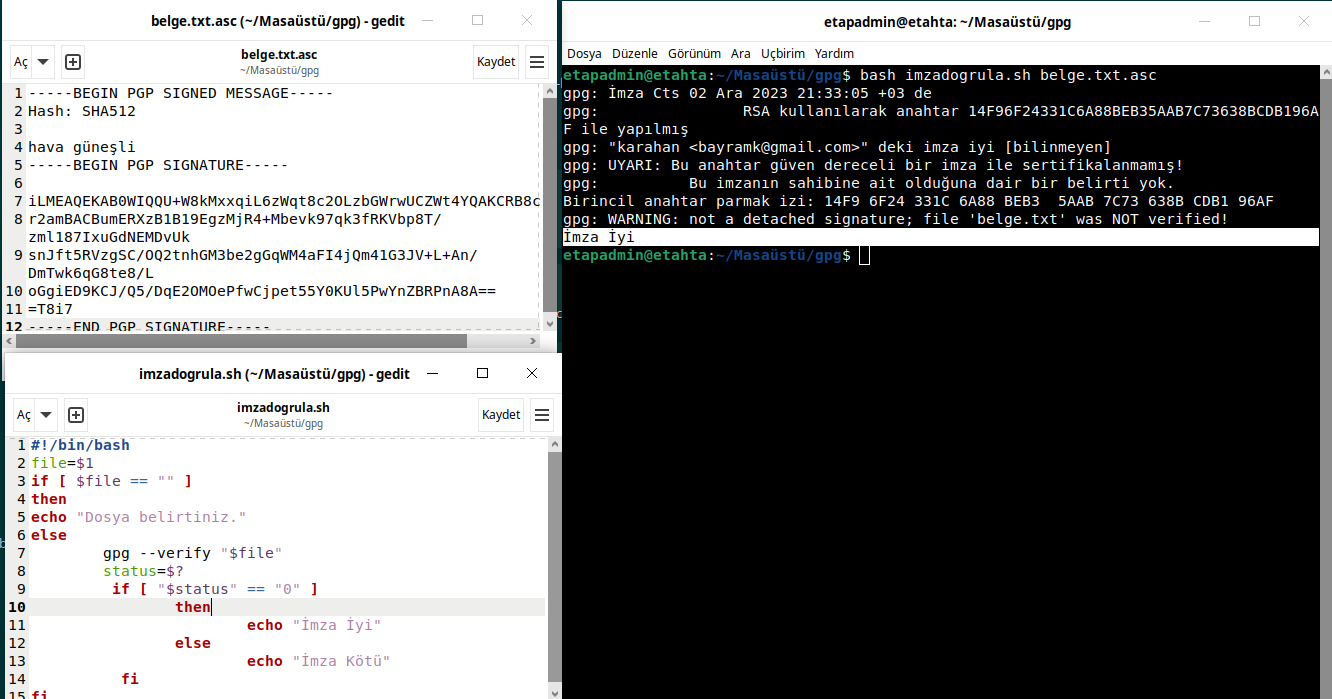 belge.txt.asc (~/Masaüstü/gpg) - gedit
Aç
belge.txt.asc
~/Masaüstü/gpg
Kaydet
1 -----BEGIN PGP SIGNED MESSAGE-----
2 Hash: SHA512
3
4 hava güneşli
5 -----BEGIN PGP SIGNATURE-----
6
7 iLMEAQEKAB0WIQQU+W8kMxxqiL6zWqt8c2OLzbGWrwUCZWt4YQAKCRB8c
8 r2amBACBumERXzB1B19EgzMjR4+Mbevk97qk3fRKVbp8T/
zml187IxuGdNEMDvUk
9 snJft5RVzgSC/OQ2tnhGM3be2gGqWM4aFI4jQm41G3JV+L+An/
DmTwk6qG8te8/L
10 oGgiED9KCJ/Q5/DqE2OMOePfwCjpet55Y0KUl5PwYnZBRPnA8A==
11 =T8i7
12 -----END PGP SIGNATURE-----
imzadogrula.sh (~/Masaüstü/gpg) - gedit
Aç
imzadogrula.sh
~/Masaüstü/gpg
Kaydet
1 #!/bin/bash
2 file=$1
3 if [ $file == "" ]
4 then
5 echo "Dosya belirtiniz."
6 else
7 gpg --verify "$file"
8 status=$?
9 if [ "$status" == "0" ]
10 then
11 echo "İmza İyi"
12 else
13 echo "İmza Kötü"
14 fi
15 fi
etapadmin@etahta: ~/Masaüstü/gpg
Dosya Düzenle Görünüm Ara Uçbirim Yardım
etapadmin@etahta:~/Masaüstü/gpg$ bash imzadogrula.sh belge.txt.asc
gpg: İmza Cts 02 Ara 2023 21:33:05 +03 de
gpg: RSA kullanılarak anahtar 14F96F24331C6A88BEB35AAB7C73638BCDB196A
F ile yapılmış
gpg: "karahan <bayramk@gmail.com>" deki imza iyi [bilinmeyen]
gpg: UYARI: Bu anahtar güven dereceli bir imza ile sertifikalanmamış!
gpg: Bu imzanın sahibine ait olduğuna dair bir belirti yok.
Birincil anahtar parmak izi: 14F9 6F24 331C 6A88 BEB3  5AAB 7C73 638B CDB1 96AF
gpg: WARNING: not a detached signature; file 'belge.txt' was NOT verified!
İmza İyi
etapadmin@etahta:~/Masaüstü/gpg$